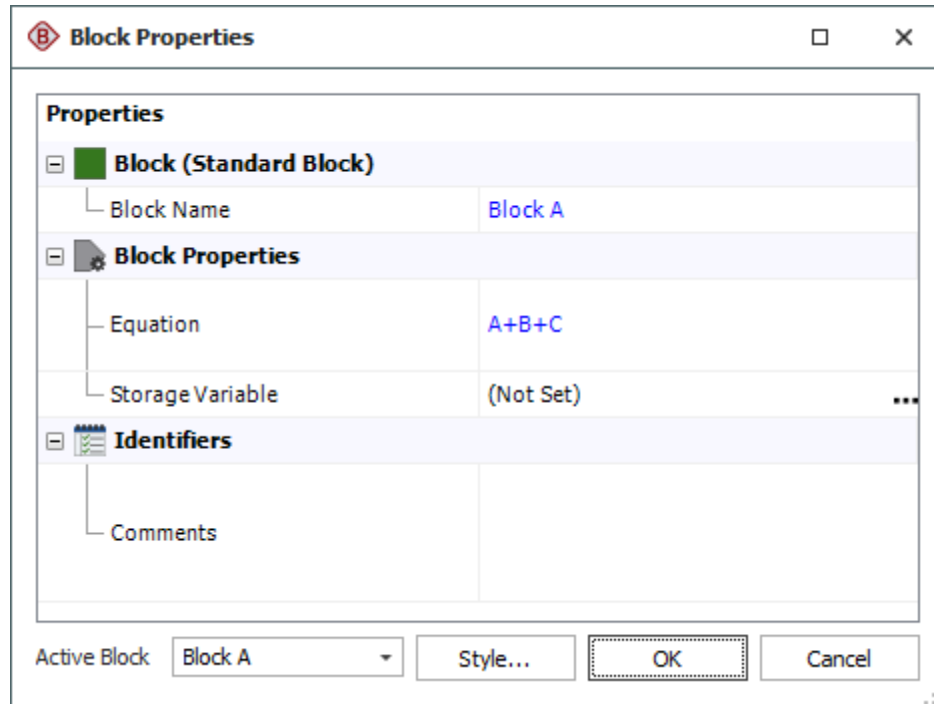 B Block Properties
Properties
Block (Standard Block)
Block Name Block A
Block Properties
Equation A+B+C
Storage Variable (Not Set) ...
Identifiers
Comments
Active Block Block A Style... OK Cancel